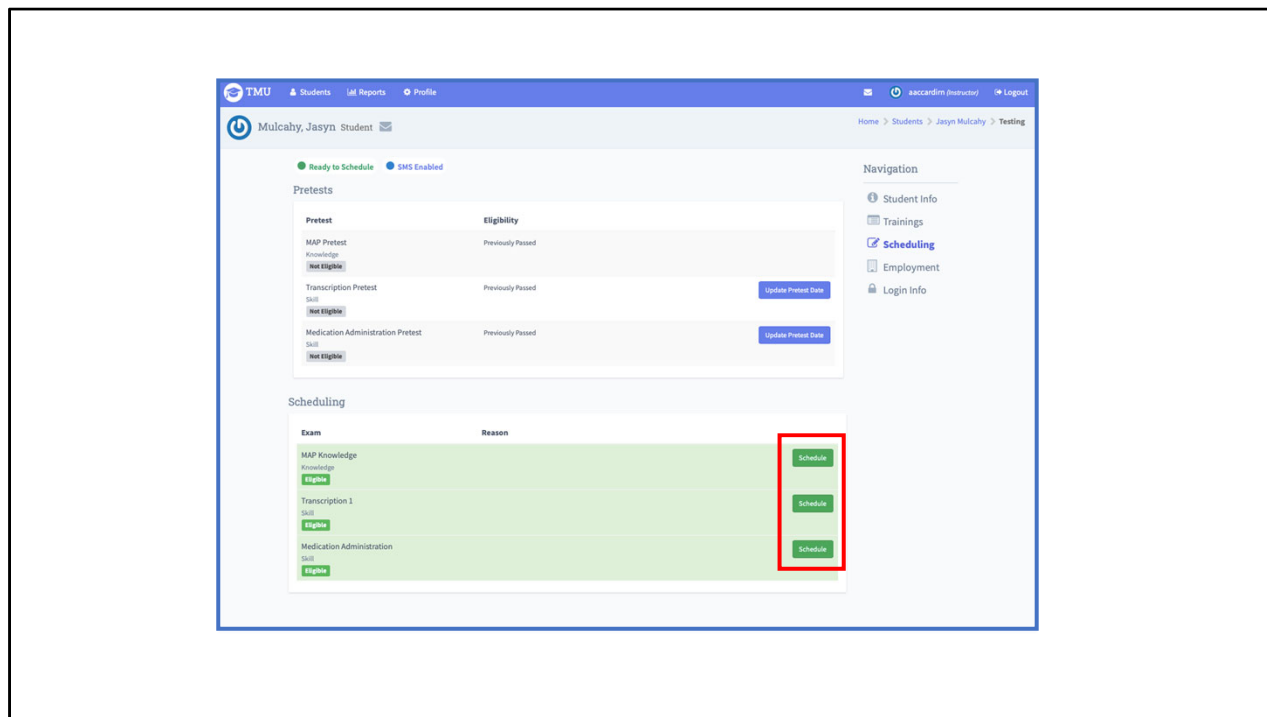 TMU Students Reports Profile aaccardim (Instructor) Logout
Mulcahy, Jasyn Student Home > Students > Jasyn Mulcahy > Testing
Ready to Schedule SMS Enabled
Pretests
Pretest Eligibility
MAP Pretest Previously Passed
Knowledge
Not Eligible
Transcription Pretest Previously Passed Update Pretest Date
Skill
Not Eligible
Medication Administration Pretest Previously Passed Update Pretest Date
Skill
Not Eligible
Scheduling
Exam Reason
MAP Knowledge Schedule
Knowledge
Eligible
Transcription 1 Schedule
Skill
Eligible
Medication Administration Schedule
Skill
Eligible
Navigation
Student Info
Trainings
Scheduling
Employment
Login Info